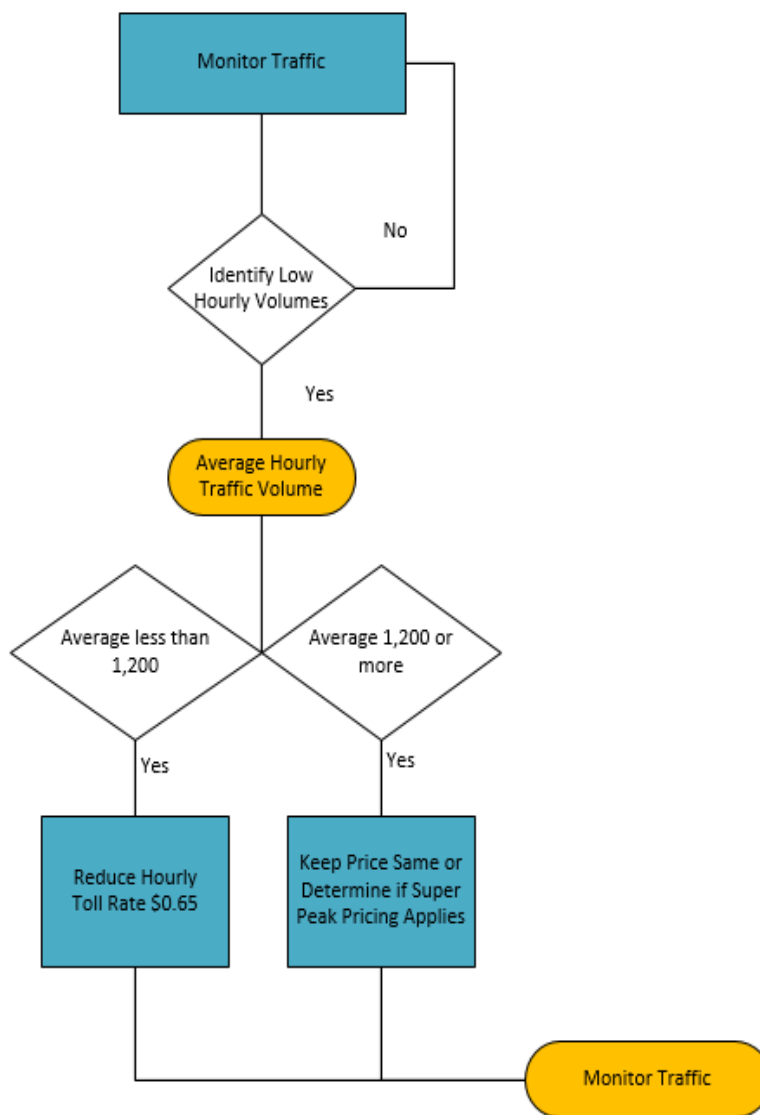 Monitor Traffic
No
Identify Low
Hourly Volumes
Yes
Average Hourly
Traffic Volume
Average less than
1,200
Average 1,200 or
more
Yes
Yes
Reduce Hourly
Toll Rate $0.65
Keep Price Same or
Determine if Super
Peak Pricing Applies
Monitor Traffic